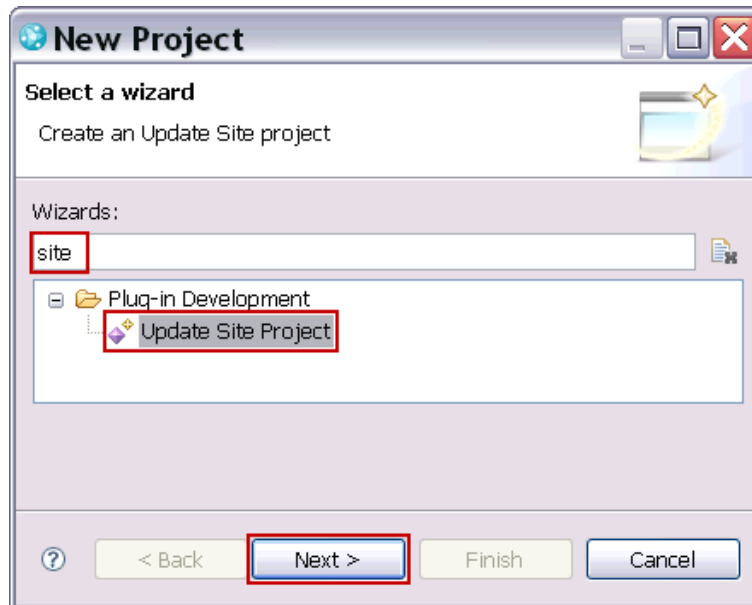 New Project
Select a wizard
Create an Update Site project
Wizards:
site
Plug-in Development
Update Site Project
< Back Next > Finish Cancel